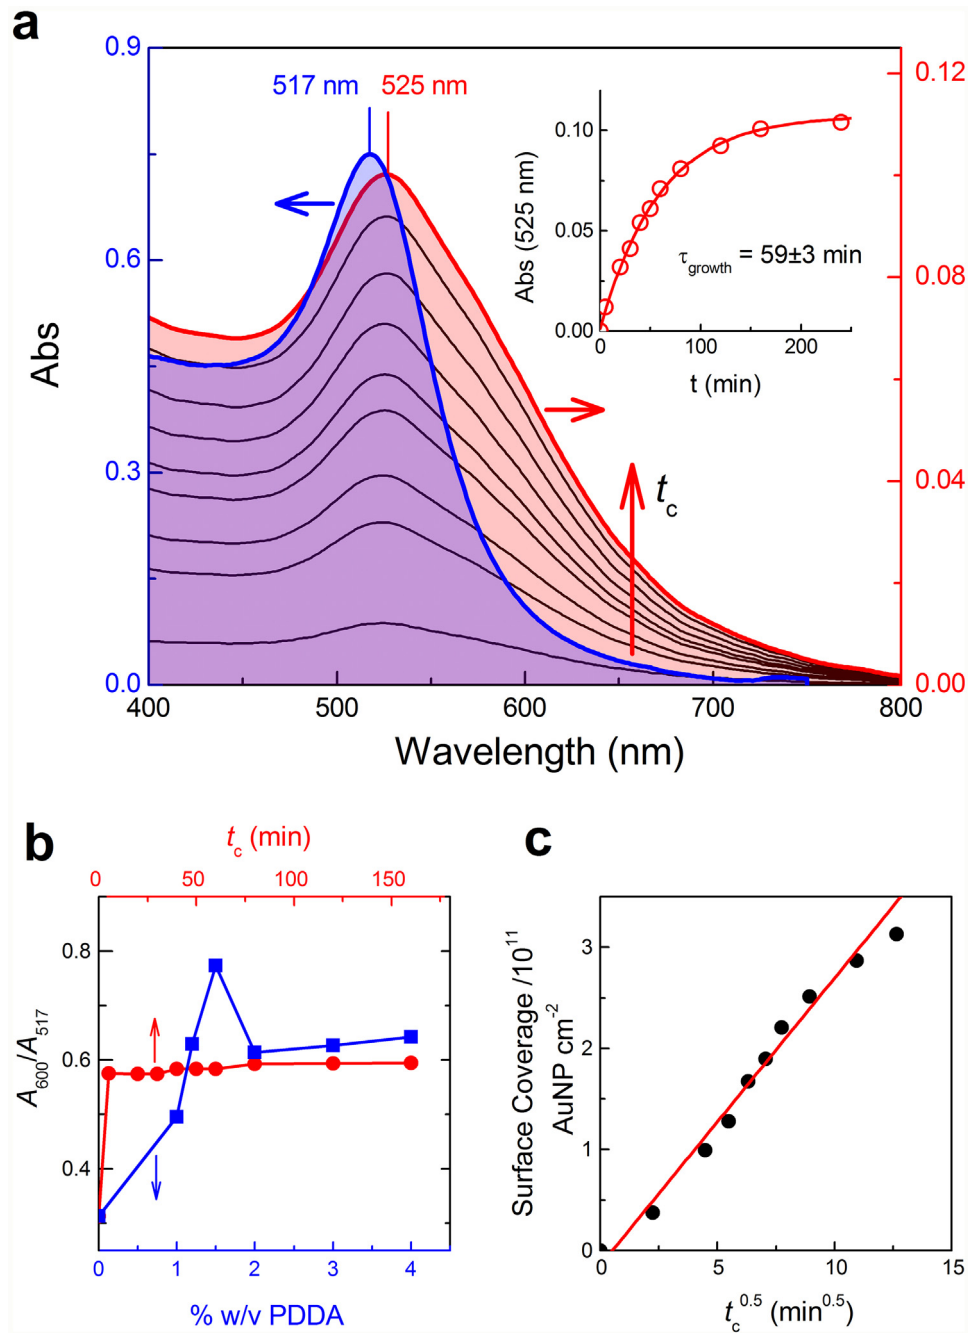 a
0.9
0.6
0.3
0.0
Abs
517 nm
525 nm
0.12
0.08
0.04
0.00
0.10
0.05
0.00
Abs (525 nm)
τgrowth = 59±3 min
0
100
200
t (min)
tc
400
500
600
700
800
Wavelength (nm)
b
tc (min)
0
50
100
150
0.8
0.6
0.4
A600/A517
0
1
2
3
4
% w/v PDDA
c
Surface Coverage /10¹¹
AuNP cm⁻²
3
2
1
0
0
5
10
15
tc^0.5 (min^0.5)